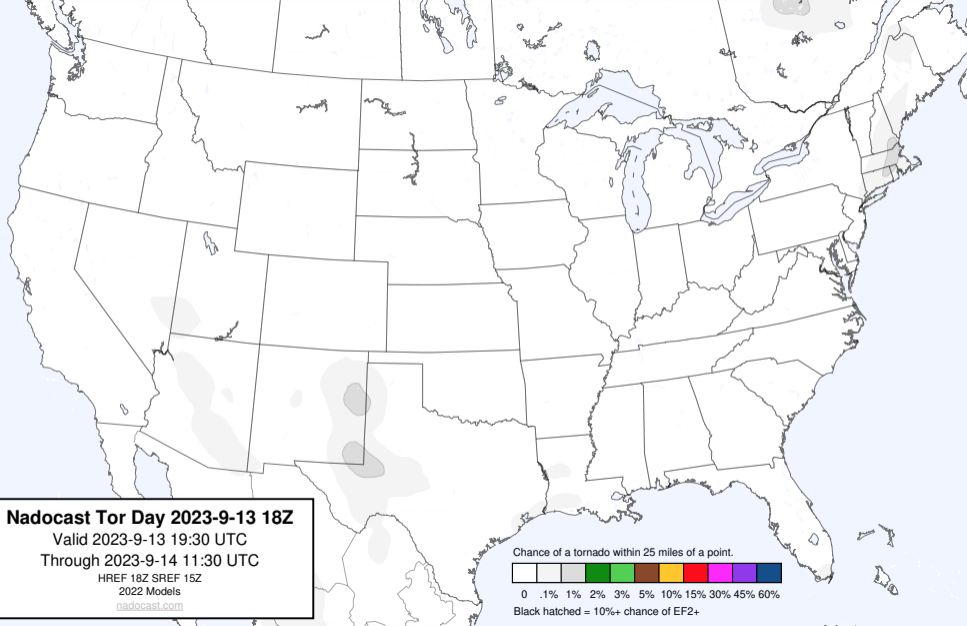 Nadocast Tor Day 2023-9-13 18Z
Valid 2023-9-13 19:30 UTC
Through 2023-9-14 11:30 UTC
HREF 18Z SREF 15Z
2022 Models
nadocast.com
Chance of a tornado within 25 miles of a point.
0 .1% 1% 2% 3% 5% 10% 15% 30% 45% 60%
Black hatched = 10%+ chance of EF2+